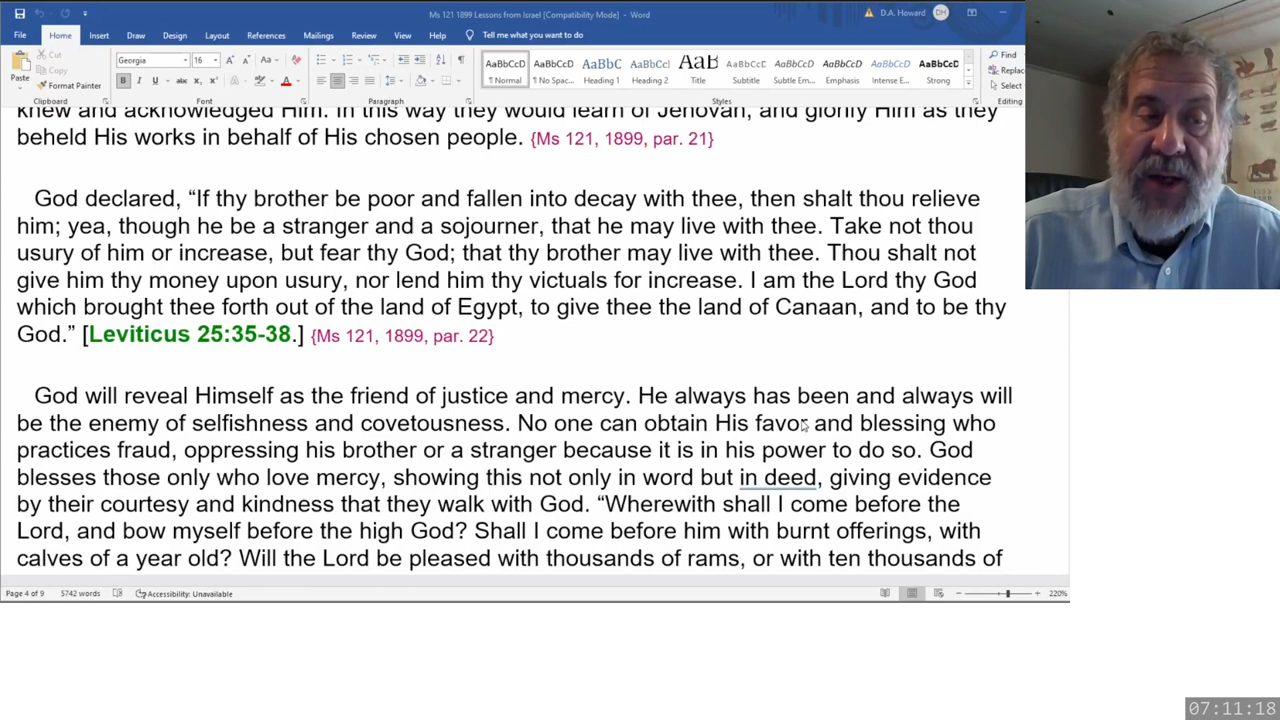 Ms 121 1899 Lessons from Israel [Compatibility Mode] - Word
D.A. Howard DH
File Home Insert Draw Design Layout References Mailings Review View Help Tell me what you want to do
Cut
Copy
Format Painter
Paste
Georgia 16
AaBbCcD AaBbCcD AaBbC AaBbCcC AaB AaBbCcD AaBbCcD AaBbCcD AaBbCcD AaBbCcD
¶ Normal ¶ No Spac... Heading 1 Heading 2 Title Subtitle Subtle Em... Emphasis Intense E... Strong
Find
Replac
Select
Clipboard Font Paragraph Styles Editing
knew and acknowledged Him. In this way they would learn of Jehovah, and glorify Him as they
beheld His works in behalf of His chosen people. {Ms 121, 1899, par. 21}
God declared, “If thy brother be poor and fallen into decay with thee, then shalt thou relieve
him; yea, though he be a stranger and a sojourner, that he may live with thee. Take not thou
usury of him or increase, but fear thy God; that thy brother may live with thee. Thou shalt not
give him thy money upon usury, nor lend him thy victuals for increase. I am the Lord thy God
which brought thee forth out of the land of Egypt, to give thee the land of Canaan, and to be thy
God.” [Leviticus 25:35-38.] {Ms 121, 1899, par. 22}
God will reveal Himself as the friend of justice and mercy. He always has been and always will
be the enemy of selfishness and covetousness. No one can obtain His favor and blessing who
practices fraud, oppressing his brother or a stranger because it is in his power to do so. God
blesses those only who love mercy, showing this not only in word but in deed, giving evidence
by their courtesy and kindness that they walk with God. “Wherewith shall I come before the
Lord, and bow myself before the high God? Shall I come before him with burnt offerings, with
calves of a year old? Will the Lord be pleased with thousands of rams, or with ten thousands of
Page 4 of 9 5742 words Accessibility: Unavailable 220%
07:11:18